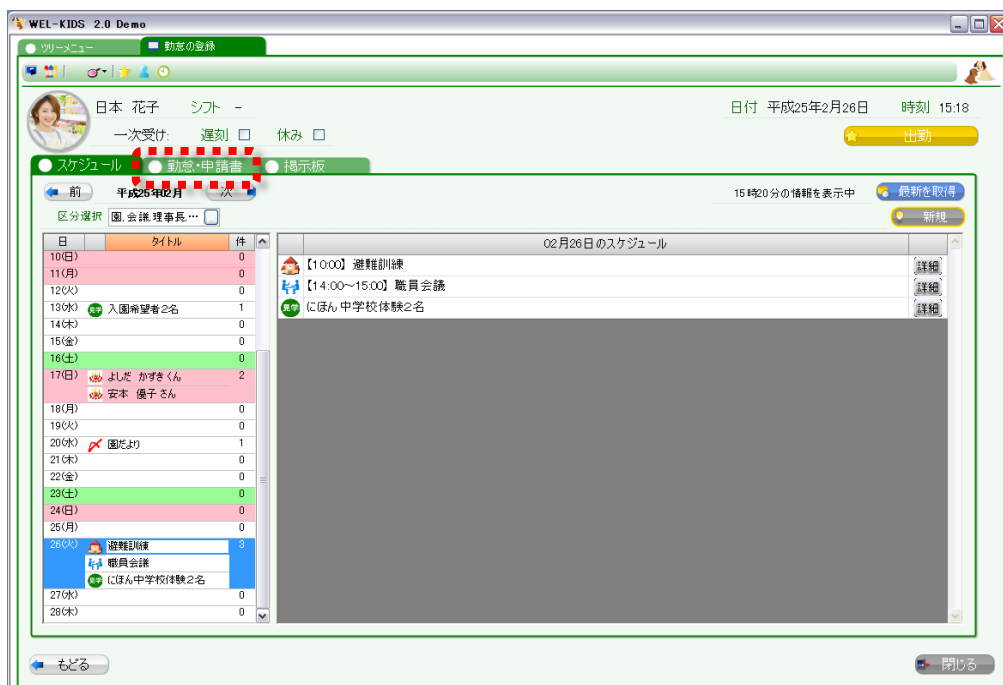 WEL-KIDS 2.0 Demo
ツリーメニュー 勤怠の登録
日本 花子 シフト - 日付 平成25年2月26日 時刻 15:18
一次受け: 遅刻 休み 出勤
スケジュール 勤怠・申請書 掲示板
前 平成25年02月 次 15時20分の情報を表示中 最新を取得
区分選択 園,会議,理事長,… 新規
日 タイトル 件 02月26日のスケジュール
10(日) 0
11(月) 0
12(火) 0
13(水) 見学 入園希望者2名 1
14(木) 0
15(金) 0
16(土) 0
17(日) よしだ かずきくん 2
安本 優子さん
18(月) 0
19(火) 0
20(水) 園だより 1
21(木) 0
22(金) 0
23(土) 0
24(日) 0
25(月) 0
26(火) 避難訓練 3
職員会議
見学 にほん中学校体験2名
27(水) 0
28(木) 0
【10:00】避難訓練 詳細
【14:00～15:00】職員会議 詳細
見学 にほん中学校体験2名 詳細
もどる 閉じる